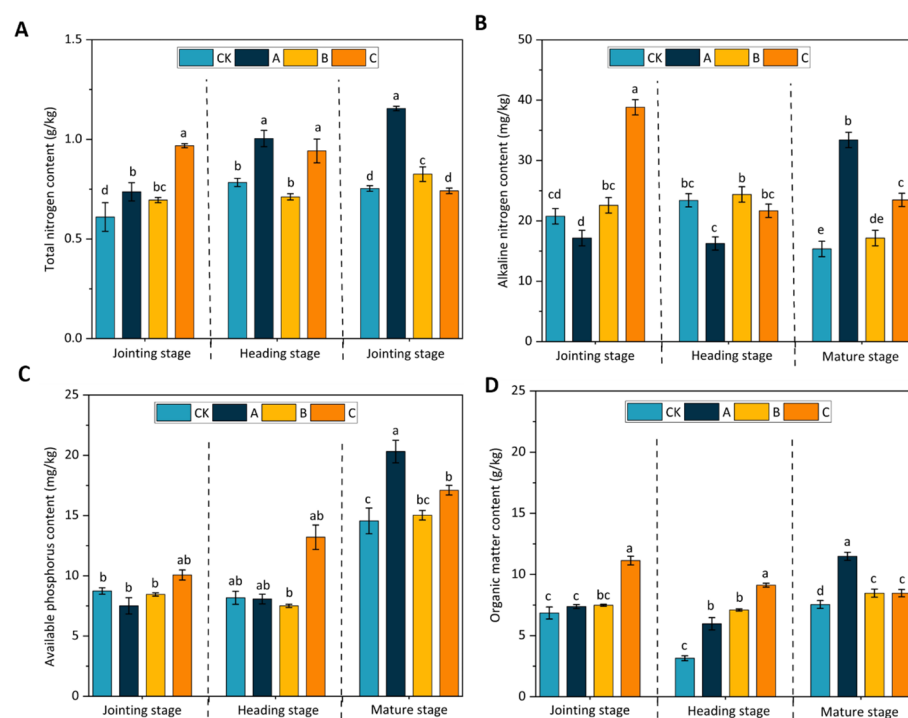 A
Total nitrogen content (g/kg)
1.5
1.0
0.5
0.0
CK A B C
d b bc a
b a b a
d a c d
Jointing stage Heading stage Jointing stage
B
Alkaline nitrogen content (mg/kg)
50
40
30
20
10
0
CK A B C
cd d bc a
bc c b bc
e b de c
Jointing stage Heading stage Mature stage
C
Available phosphorus content (mg/kg)
25
20
15
10
5
0
CK A B C
b b b ab
ab ab b ab
c a bc b
Jointing stage Heading stage Mature stage
D
Organic matter content (g/kg)
25
20
15
10
5
0
CK A B C
c c bc a
c b b a
d a c c
Jointing stage Heading stage Mature stage